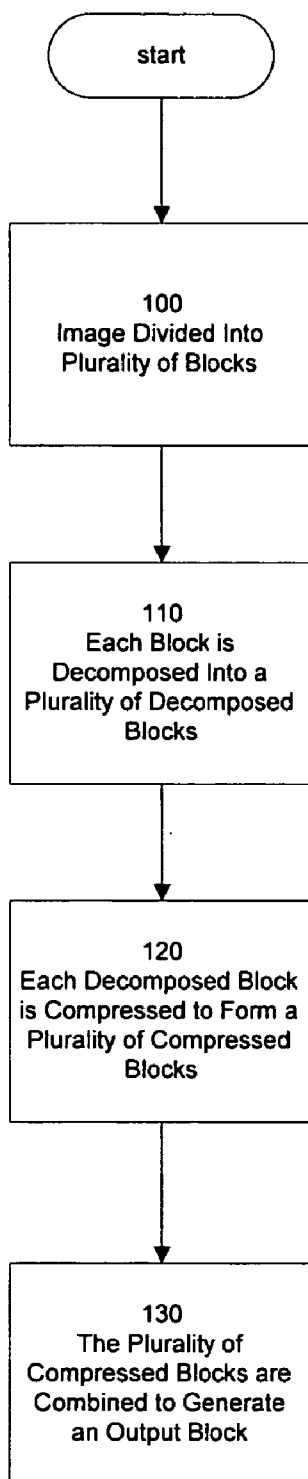 start
100
Image Divided Into
Plurality of Blocks
110
Each Block is
Decomposed Into a
Plurality of Decomposed
Blocks
120
Each Decomposed Block
is Compressed to Form a
Plurality of Compressed
Blocks
130
The Plurality of
Compressed Blocks are
Combined to Generate
an Output Block